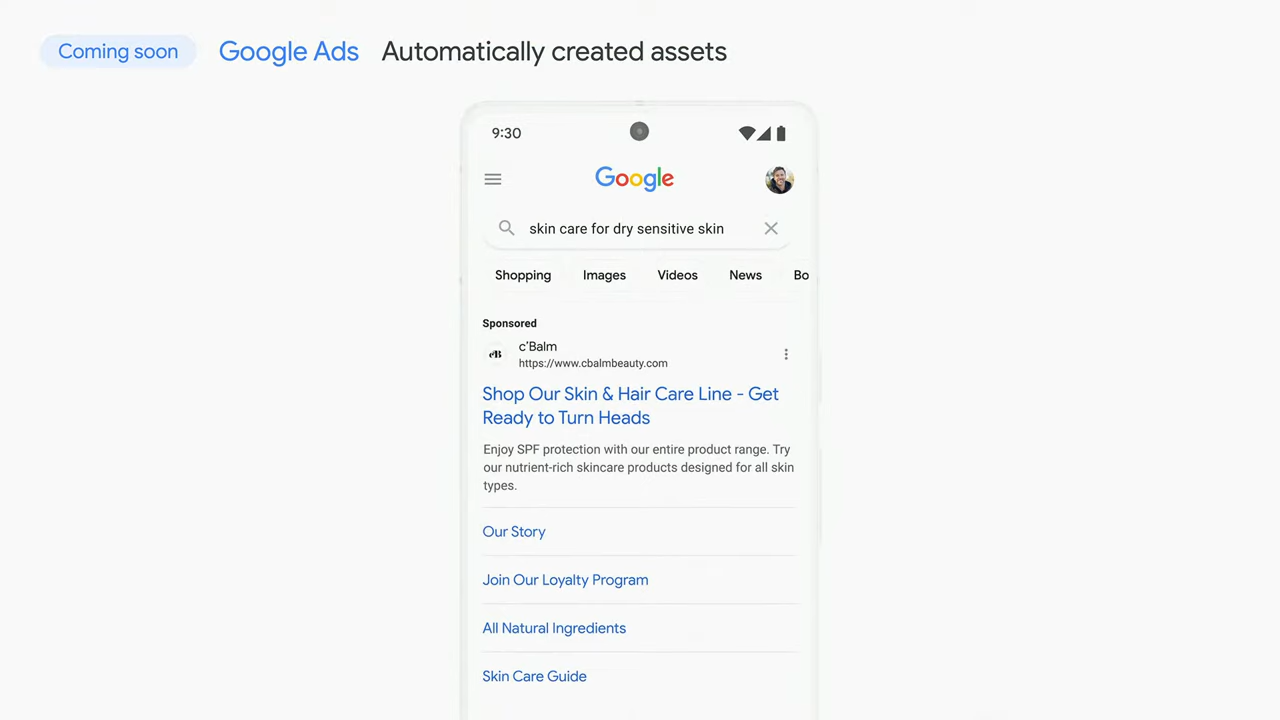 Coming soon Google Ads Automatically created assets
9:30
Google
skin care for dry sensitive skin
Shopping Images Videos News Bo
Sponsored
c'Balm
cB
https://www.cbalmbeauty.com
Shop Our Skin & Hair Care Line - Get
Ready to Turn Heads
Enjoy SPF protection with our entire product range. Try
our nutrient-rich skincare products designed for all skin
types.
Our Story
Join Our Loyalty Program
All Natural Ingredients
Skin Care Guide